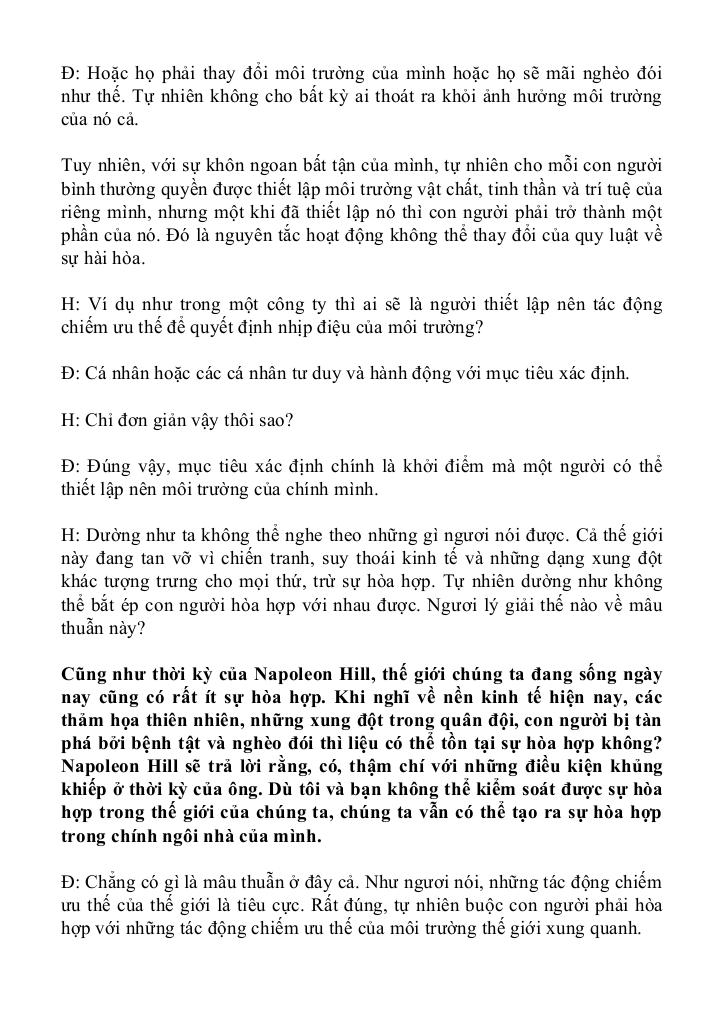 Đ: Hoặc họ phải thay đổi môi trường của mình hoặc họ sẽ mãi nghèo đói
như thế. Tự nhiên không cho bất kỳ ai thoát ra khỏi ảnh hưởng môi trường
của nó cả.
Tuy nhiên, với sự khôn ngoan bất tận của mình, tự nhiên cho mỗi con người
bình thường quyền được thiết lập môi trường vật chất, tinh thần và trí tuệ của
riêng mình, nhưng một khi đã thiết lập nó thì con người phải trở thành một
phần của nó. Đó là nguyên tắc hoạt động không thể thay đổi của quy luật về
sự hài hòa.
H: Ví dụ như trong một công ty thì ai sẽ là người thiết lập nên tác động
chiếm ưu thế để quyết định nhịp điệu của môi trường?
Đ: Cá nhân hoặc các cá nhân tư duy và hành động với mục tiêu xác định.
H: Chỉ đơn giản vậy thôi sao?
Đ: Đúng vậy, mục tiêu xác định chính là khởi điểm mà một người có thể
thiết lập nên môi trường của chính mình.
H: Dường như ta không thể nghe theo những gì ngươi nói được. Cả thế giới
này đang tan vỡ vì chiến tranh, suy thoái kinh tế và những dạng xung đột
khác tượng trưng cho mọi thứ, trừ sự hòa hợp. Tự nhiên dường như không
thể bắt ép con người hòa hợp với nhau được. Ngươi lý giải thế nào về mâu
thuẫn này?
Cũng như thời kỳ của Napoleon Hill, thế giới chúng ta đang sống ngày
nay cũng có rất ít sự hòa hợp. Khi nghĩ về nền kinh tế hiện nay, các
thảm họa thiên nhiên, những xung đột trong quân đội, con người bị tàn
phá bởi bệnh tật và nghèo đói thì liệu có thể tồn tại sự hòa hợp không?
Napoleon Hill sẽ trả lời rằng, có, thậm chí với những điều kiện khủng
khiếp ở thời kỳ của ông. Dù tôi và bạn không thể kiểm soát được sự hòa
hợp trong thế giới của chúng ta, chúng ta vẫn có thể tạo ra sự hòa hợp
trong chính ngôi nhà của mình.
Đ: Chẳng có gì là mâu thuẫn ở đây cả. Như ngươi nói, những tác động chiếm
ưu thế của thế giới là tiêu cực. Rất đúng, tự nhiên buộc con người phải hòa
hợp với những tác động chiếm ưu thế của môi trường thế giới xung quanh.